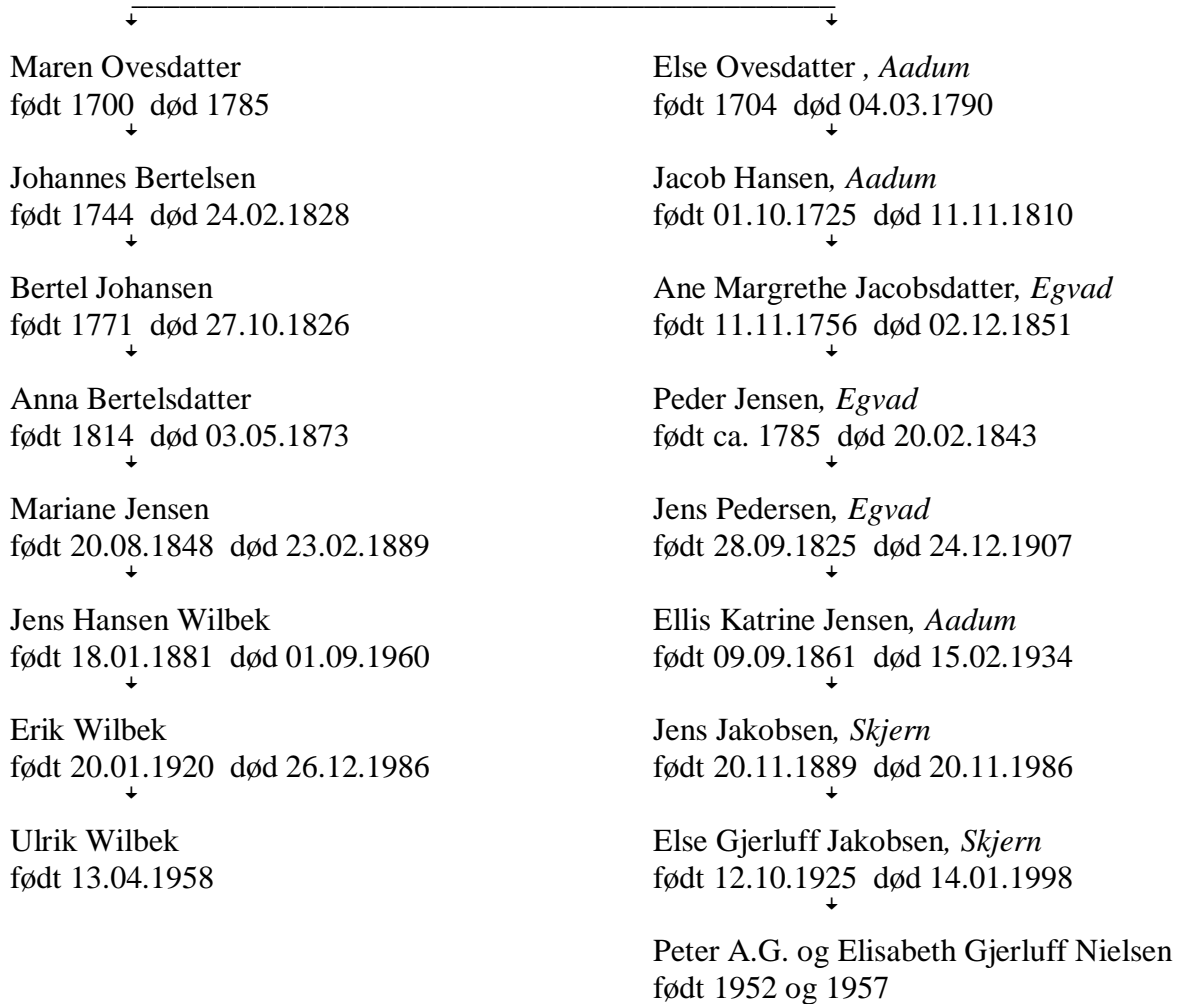 Maren Ovesdatter
født 1700 død 1785
Johannes Bertelsen
født 1744 død 24.02.1828
Bertel Johansen
født 1771 død 27.10.1826
Anna Bertelsdatter
født 1814 død 03.05.1873
Mariane Jensen
født 20.08.1848 død 23.02.1889
Jens Hansen Wilbek
født 18.01.1881 død 01.09.1960
Erik Wilbek
født 20.01.1920 død 26.12.1986
Ulrik Wilbek
født 13.04.1958
Else Ovesdatter , Aadum
født 1704 død 04.03.1790
Jacob Hansen, Aadum
født 01.10.1725 død 11.11.1810
Ane Margrethe Jacobsdatter, Egvad
født 11.11.1756 død 02.12.1851
Peder Jensen, Egvad
født ca. 1785 død 20.02.1843
Jens Pedersen, Egvad
født 28.09.1825 død 24.12.1907
Ellis Katrine Jensen, Aadum
født 09.09.1861 død 15.02.1934
Jens Jakobsen, Skjern
født 20.11.1889 død 20.11.1986
Else Gjerluff Jakobsen, Skjern
født 12.10.1925 død 14.01.1998
Peter A.G. og Elisabeth Gjerluff Nielsen
født 1952 og 1957